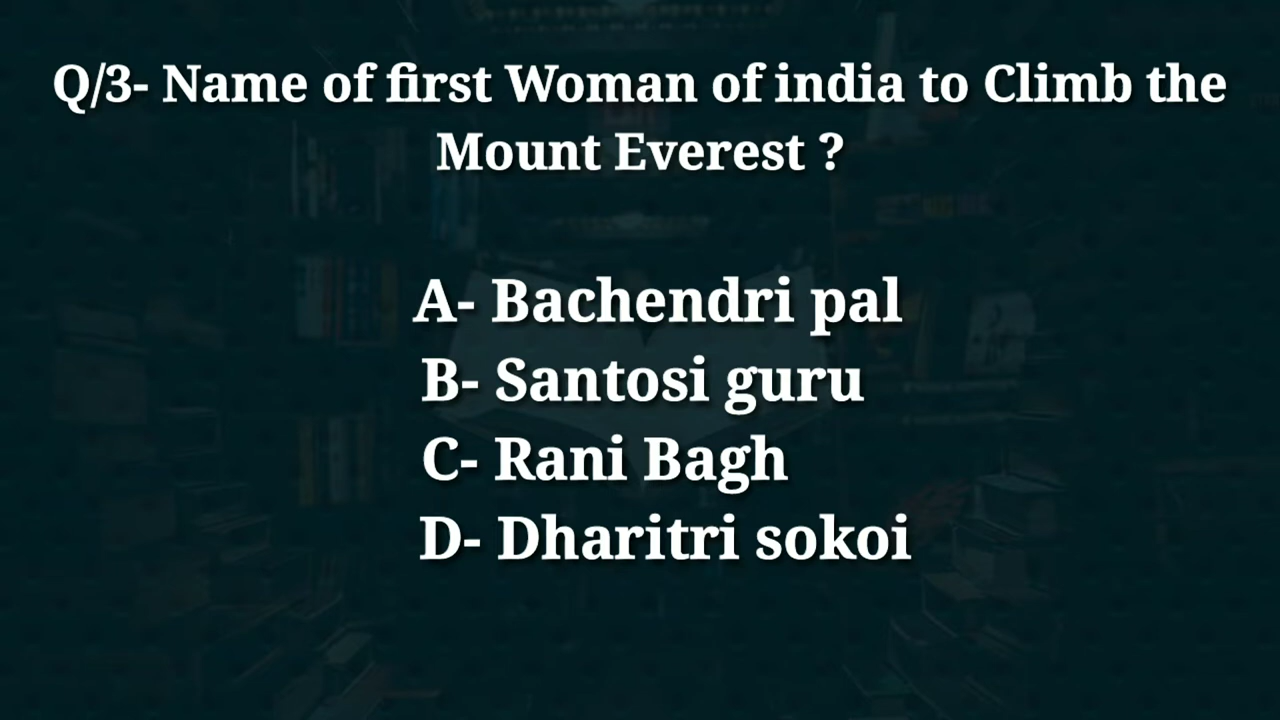 Q/3- Name of first Woman of india to Climb the
Mount Everest ?
A- Bachendri pal
B- Santosi guru
C- Rani Bagh
D- Dharitri sokoi